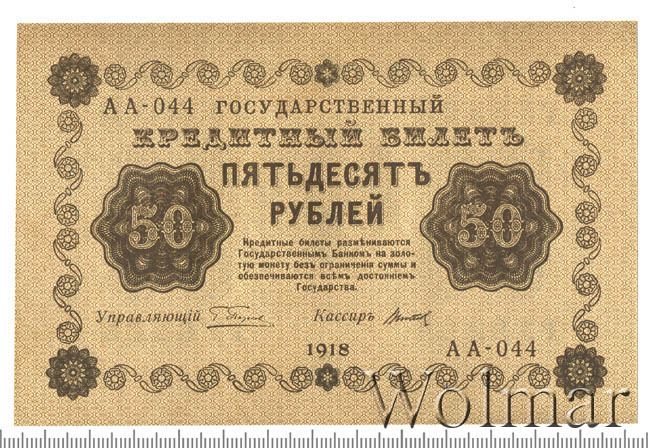 АА-044 ГОСУДАРСТВЕННЫЙ
КРЕДИТНЫЙ БИЛЕТЪ
ПЯТЬДЕСЯТЪ
РУБЛЕЙ
50 50
Кредитные билеты размѣниваются
Государственнымъ Банкомъ на золо-
тую монету безъ ограниченія суммы и
обезпечиваются всѣмъ достояніемъ
Государства.
Управляющій Кассиръ
1918 АА-044
Wolmar